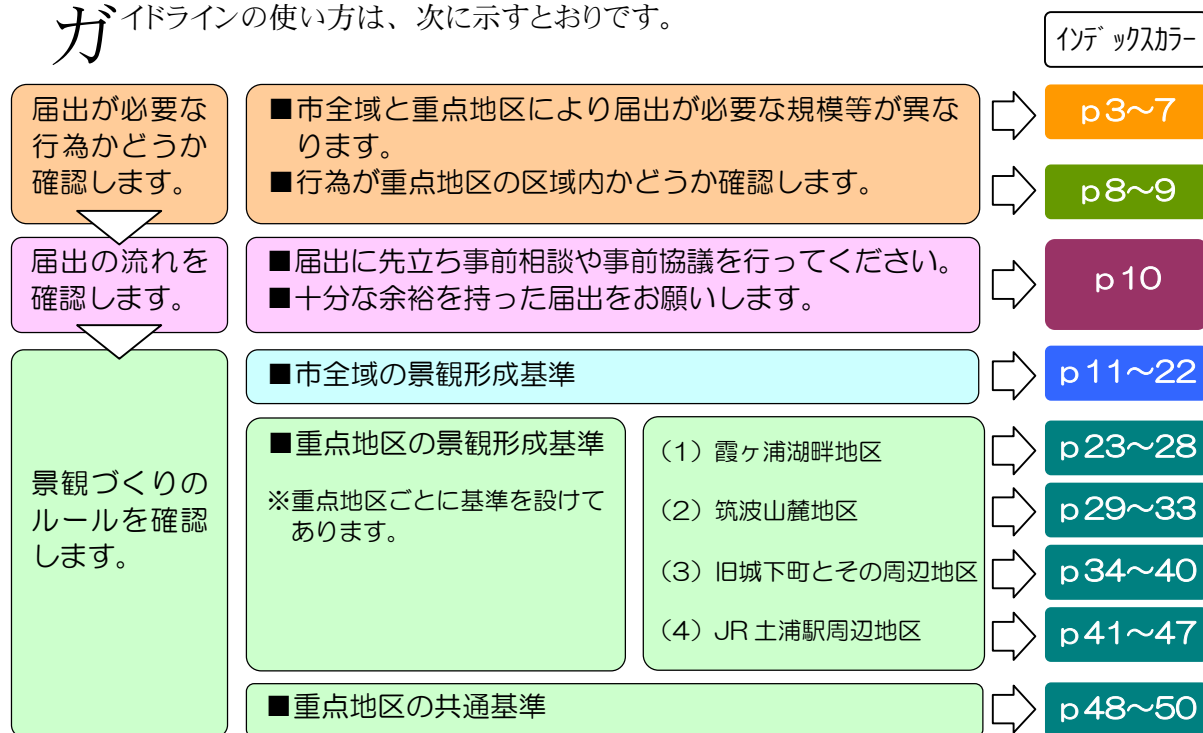 ガイドラインの使い方は、次に示すとおりです。
インデックスカラー
届出が必要な
行為かどうか
確認します。
■市全域と重点地区により届出が必要な規模等が異な
ります。
■行為が重点地区の区域内かどうか確認します。
p3～7
p8～9
届出の流れを
確認します。
■届出に先立ち事前相談や事前協議を行ってください。
■十分な余裕を持った届出をお願いします。
p10
景観づくりの
ルールを確認
します。
■市全域の景観形成基準
p11～22
■重点地区の景観形成基準
※重点地区ごとに基準を設けて
あります。
（1）霞ヶ浦湖畔地区
p23～28
（2）筑波山麓地区
p29～33
（3）旧城下町とその周辺地区
p34～40
（4）JR土浦駅周辺地区
p41～47
■重点地区の共通基準
p48～50